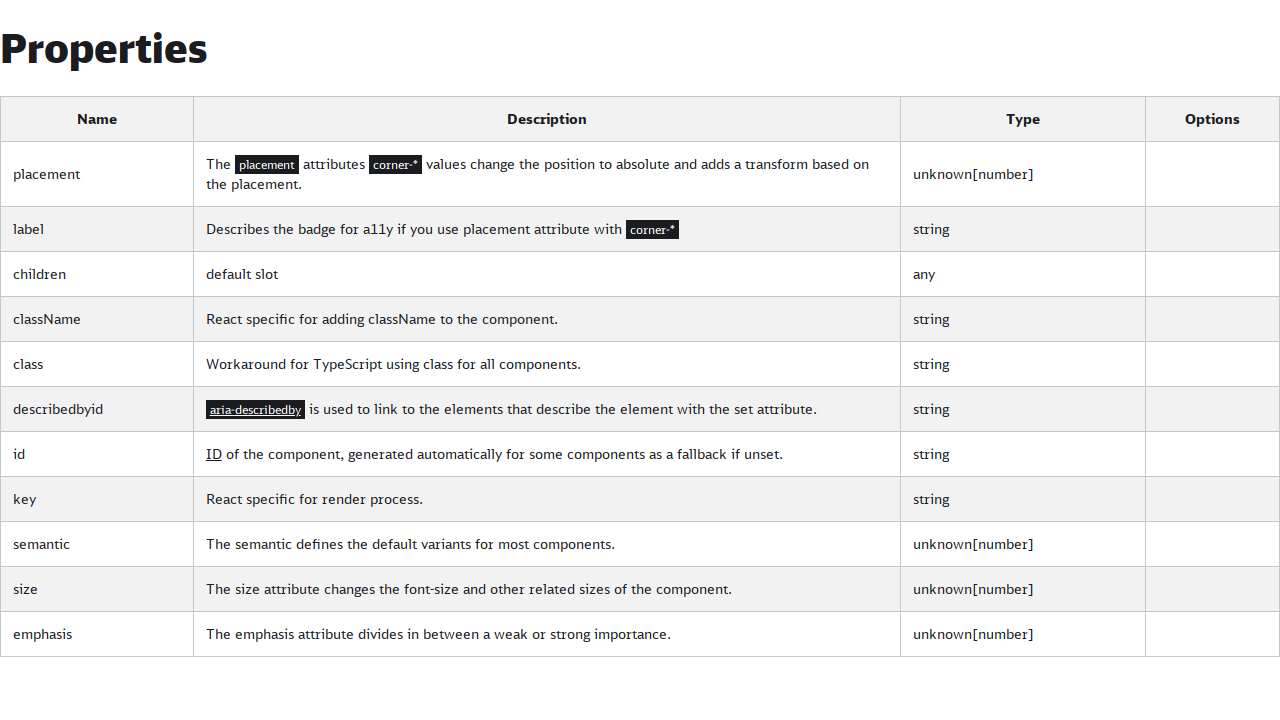 Properties
Name Description Type Options
placement The placement attributes corner-* values change the position to absolute and adds a transform based on the placement. unknown[number]
label Describes the badge for a11y if you use placement attribute with corner-* string
children default slot any
className React specific for adding className to the component. string
class Workaround for TypeScript using class for all components. string
describedbyid aria-describedby is used to link to the elements that describe the element with the set attribute. string
id ID of the component, generated automatically for some components as a fallback if unset. string
key React specific for render process. string
semantic The semantic defines the default variants for most components. unknown[number]
size The size attribute changes the font-size and other related sizes of the component. unknown[number]
emphasis The emphasis attribute divides in between a weak or strong importance. unknown[number]